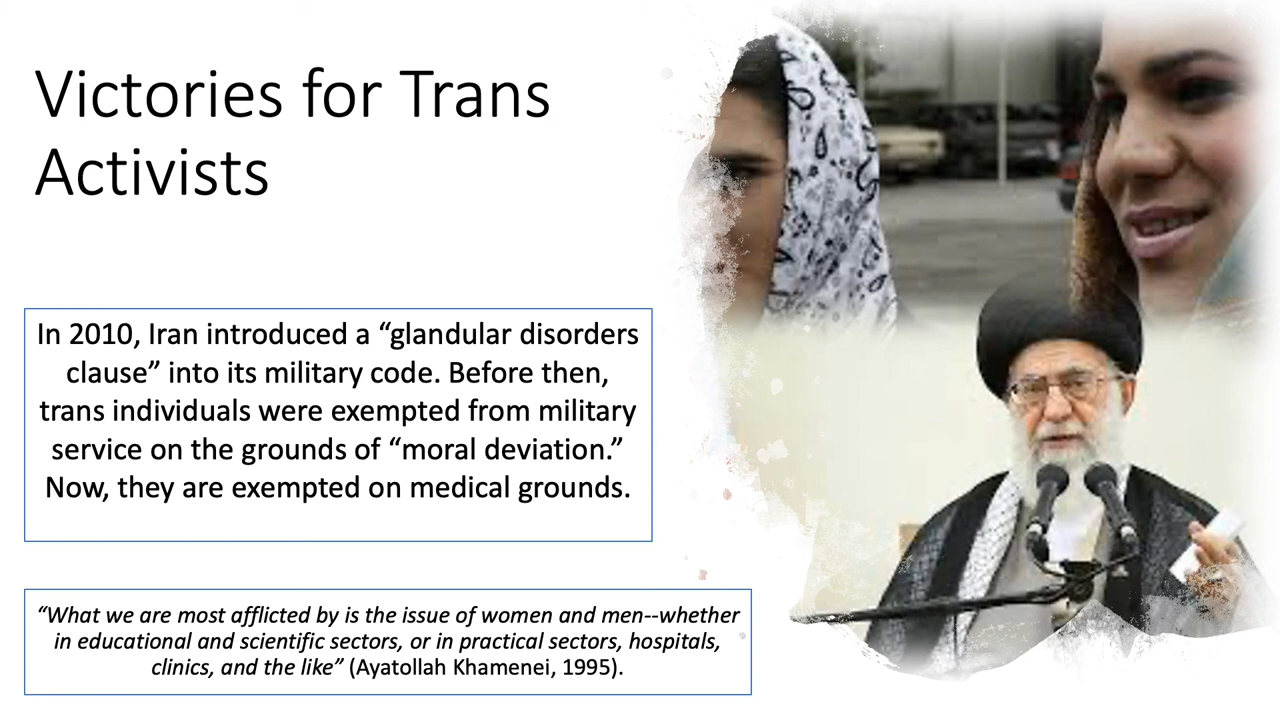 Victories for Trans
Activists
In 2010, Iran introduced a “glandular disorders
clause” into its military code. Before then,
trans individuals were exempted from military
service on the grounds of “moral deviation.”
Now, they are exempted on medical grounds.
“What we are most afflicted by is the issue of women and men--whether
in educational and scientific sectors, or in practical sectors, hospitals,
clinics, and the like” (Ayatollah Khamenei, 1995).